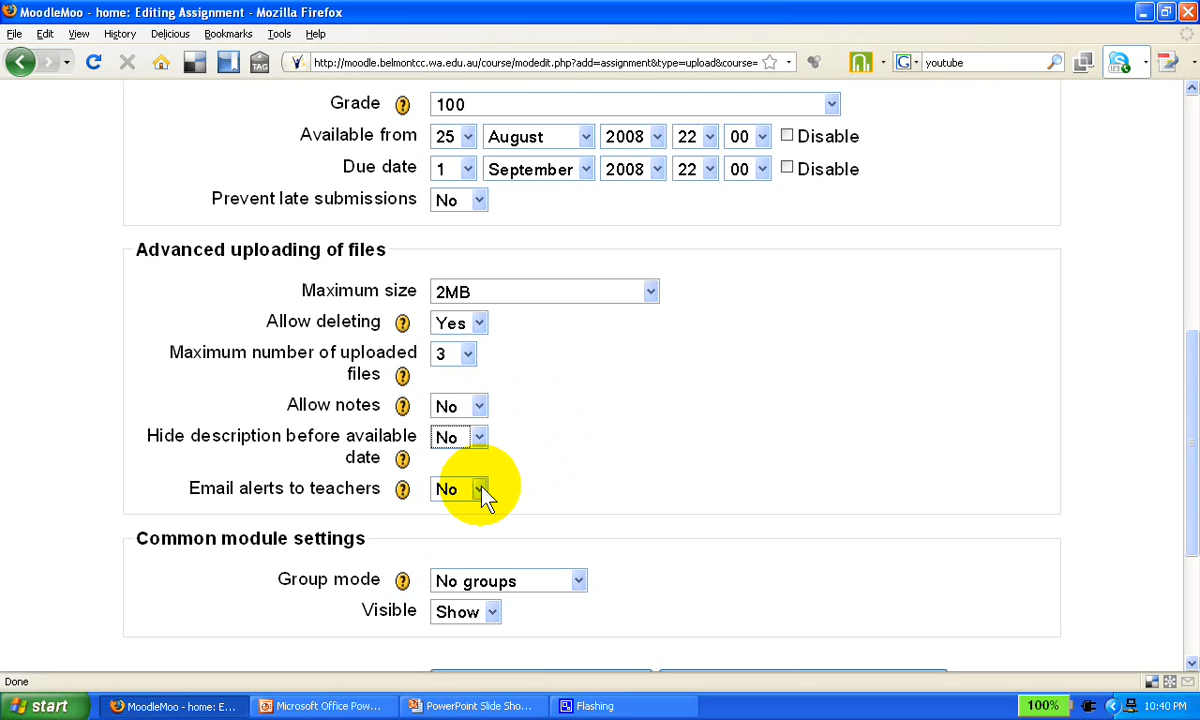 MoodleMoo - home: Editing Assignment - Mozilla Firefox
File Edit View History Delicious Bookmarks Tools Help
TAG http://moodle.belmontcc.wa.edu.au/course/modedit.php?add=assignment&type=upload&course= G youtube
Grade 100
Available from 25 August 2008 22 00 Disable
Due date 1 September 2008 22 00 Disable
Prevent late submissions No
Advanced uploading of files
Maximum size 2MB
Allow deleting Yes
Maximum number of uploaded files 3
Allow notes No
Hide description before available date No
Email alerts to teachers No
Common module settings
Group mode No groups
Visible Show
Done
start MoodleMoo - home: E... Microsoft Office Pow... PowerPoint Slide Sho... Flashing 100% 10:40 PM